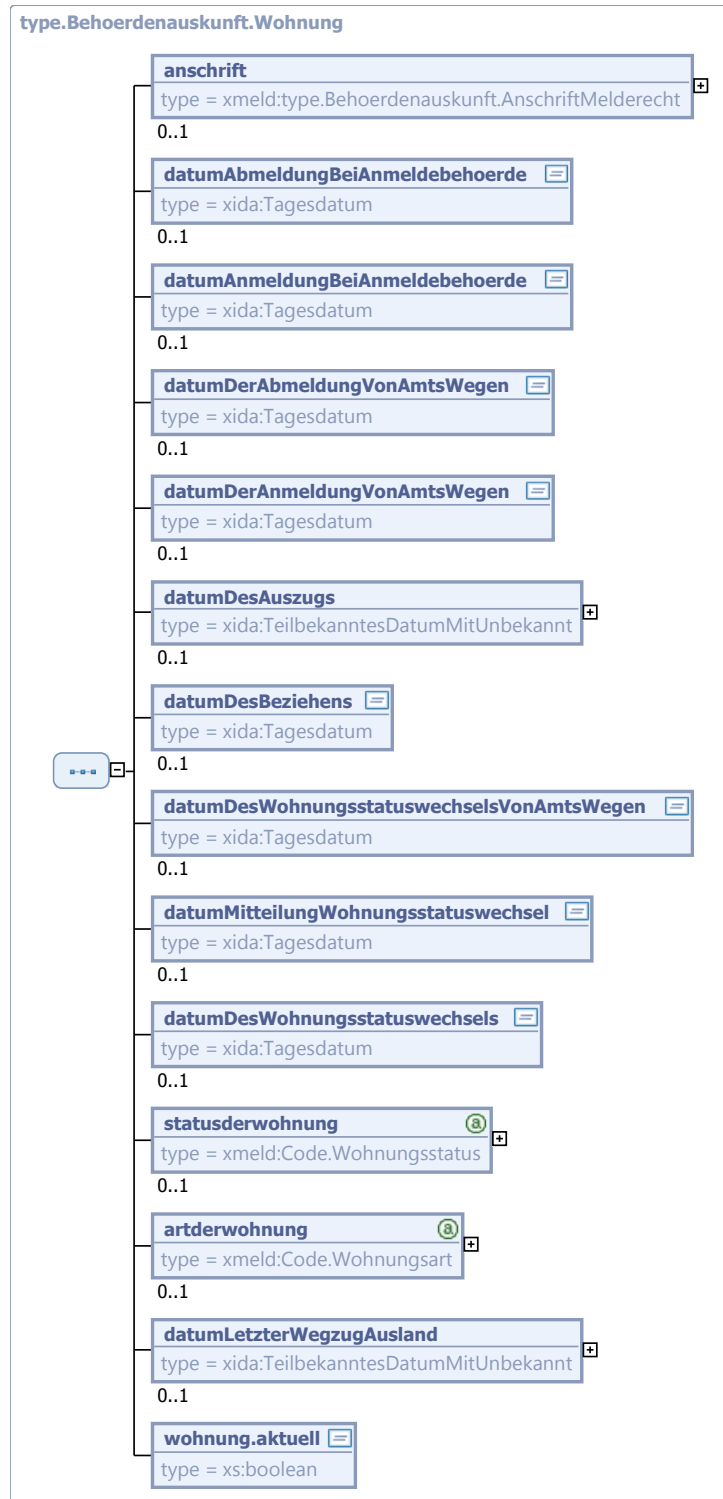 type.Behoerdenauskunft.Wohnung
anschrift
type = xmeld:type.Behoerdenauskunft.AnschriftMelderecht
0..1
datumAbmeldungBeiAnmeldebehoerde
type = xida:Tagesdatum
0..1
datumAnmeldungBeiAnmeldebehoerde
type = xida:Tagesdatum
0..1
datumDerAbmeldungVonAmtsWegen
type = xida:Tagesdatum
0..1
datumDerAnmeldungVonAmtsWegen
type = xida:Tagesdatum
0..1
datumDesAuszugs
type = xida:TeilbekanntesDatumMitUnbekannt
0..1
datumDesBeziehens
type = xida:Tagesdatum
0..1
datumDesWohnungsstatuswechselsVonAmtsWegen
type = xida:Tagesdatum
0..1
datumMitteilungWohnungsstatuswechsel
type = xida:Tagesdatum
0..1
datumDesWohnungsstatuswechsels
type = xida:Tagesdatum
0..1
statusderwohnung
type = xmeld:Code.Wohnungsstatus
0..1
artderwohnung
type = xmeld:Code.Wohnungsart
0..1
datumLetzterWegzugAusland
type = xida:TeilbekanntesDatumMitUnbekannt
0..1
wohnung.aktuell
type = xs:boolean